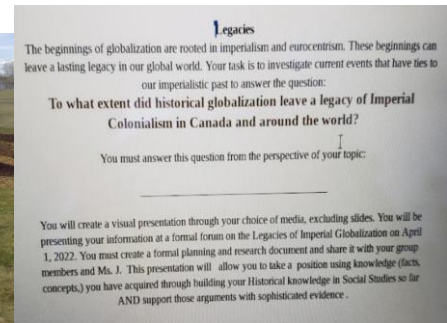 Legacies
The beginnings of globalization are rooted in imperialism and eurocentrism. These beginnings can
leave a lasting legacy in our global world. Your task is to investigate current events that have ties to
our imperialistic past to answer the question:
To what extent did historical globalization leave a legacy of Imperial
Colonialism in Canada and around the world?
You must answer this question from the perspective of your topic:
You will create a visual presentation through your choice of media, excluding slides. You will be
presenting your information at a formal forum on the Legacies of Imperial Globalization on April
1, 2022. You must create a formal planning and research document and share it with your group
members and Ms. J. This presentation will allow you to take a position using knowledge (facts,
concepts,) you have acquired through building your Historical knowledge in Social Studies so far
AND support those arguments with sophisticated evidence .